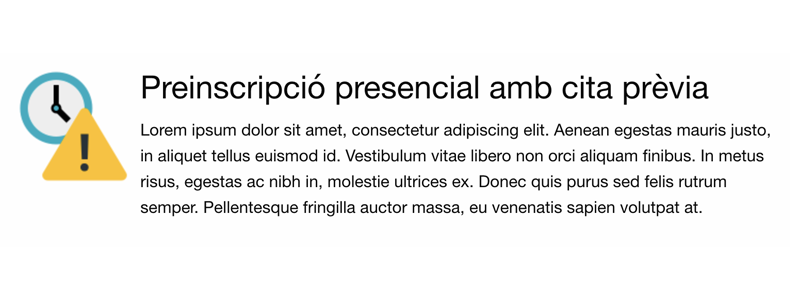 Preinscripció presencial amb cita prèvia
Lorem ipsum dolor sit amet, consectetur adipiscing elit. Aenean egestas mauris justo,
in aliquet tellus euismod id. Vestibulum vitae libero non orci aliquam finibus. In metus
risus, egestas ac nibh in, molestie ultrices ex. Donec quis purus sed felis rutrum
semper. Pellentesque fringilla auctor massa, eu venenatis sapien volutpat at.